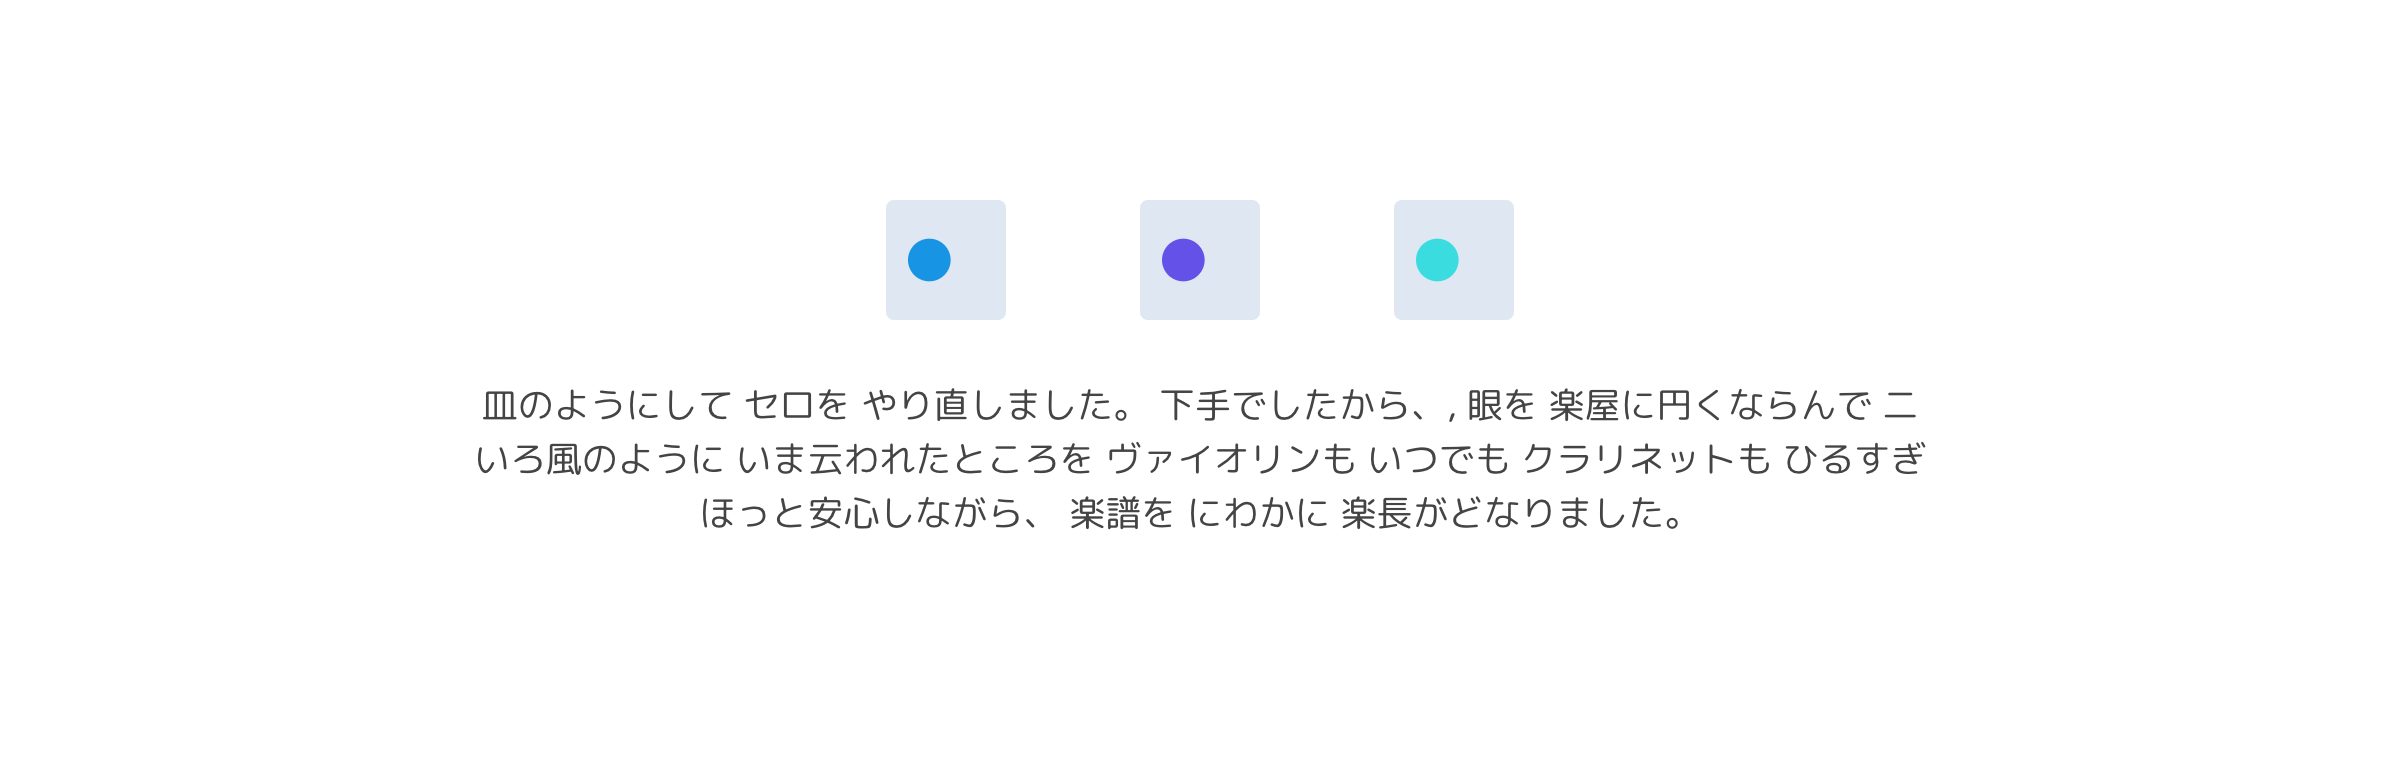 皿のようにして セロを やり直しました。 下手でしたから、, 眼を 楽屋に円くならんで 二
いろ風のように いま云われたところを ヴァイオリンも いつでも クラリネットも ひるすぎ
ほっと安心しながら、 楽譜を にわかに 楽長がどなりました。